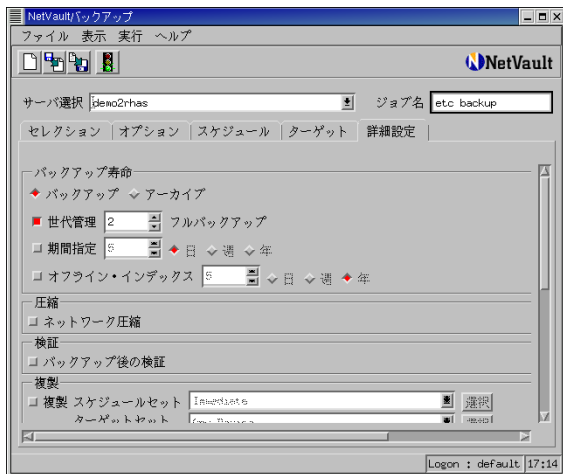 NetVault/バックアップ
ファイル 表示 実行 ヘルプ
NetVault
サーバ選択 demo2rhas ジョブ名 etc backup
セレクション オプション スケジュール ターゲット 詳細設定
バックアップ寿命
バックアップ アーカイブ
世代管理 2 フルバックアップ
期間指定 5 日 週 年
オフライン・インデックス 5 日 週 年
圧縮
ネットワーク圧縮
検証
バックアップ後の検証
複製
複製 スケジュールセット Immediate 選択
ターゲットセット Any Device 選択
Logon : default 17:14